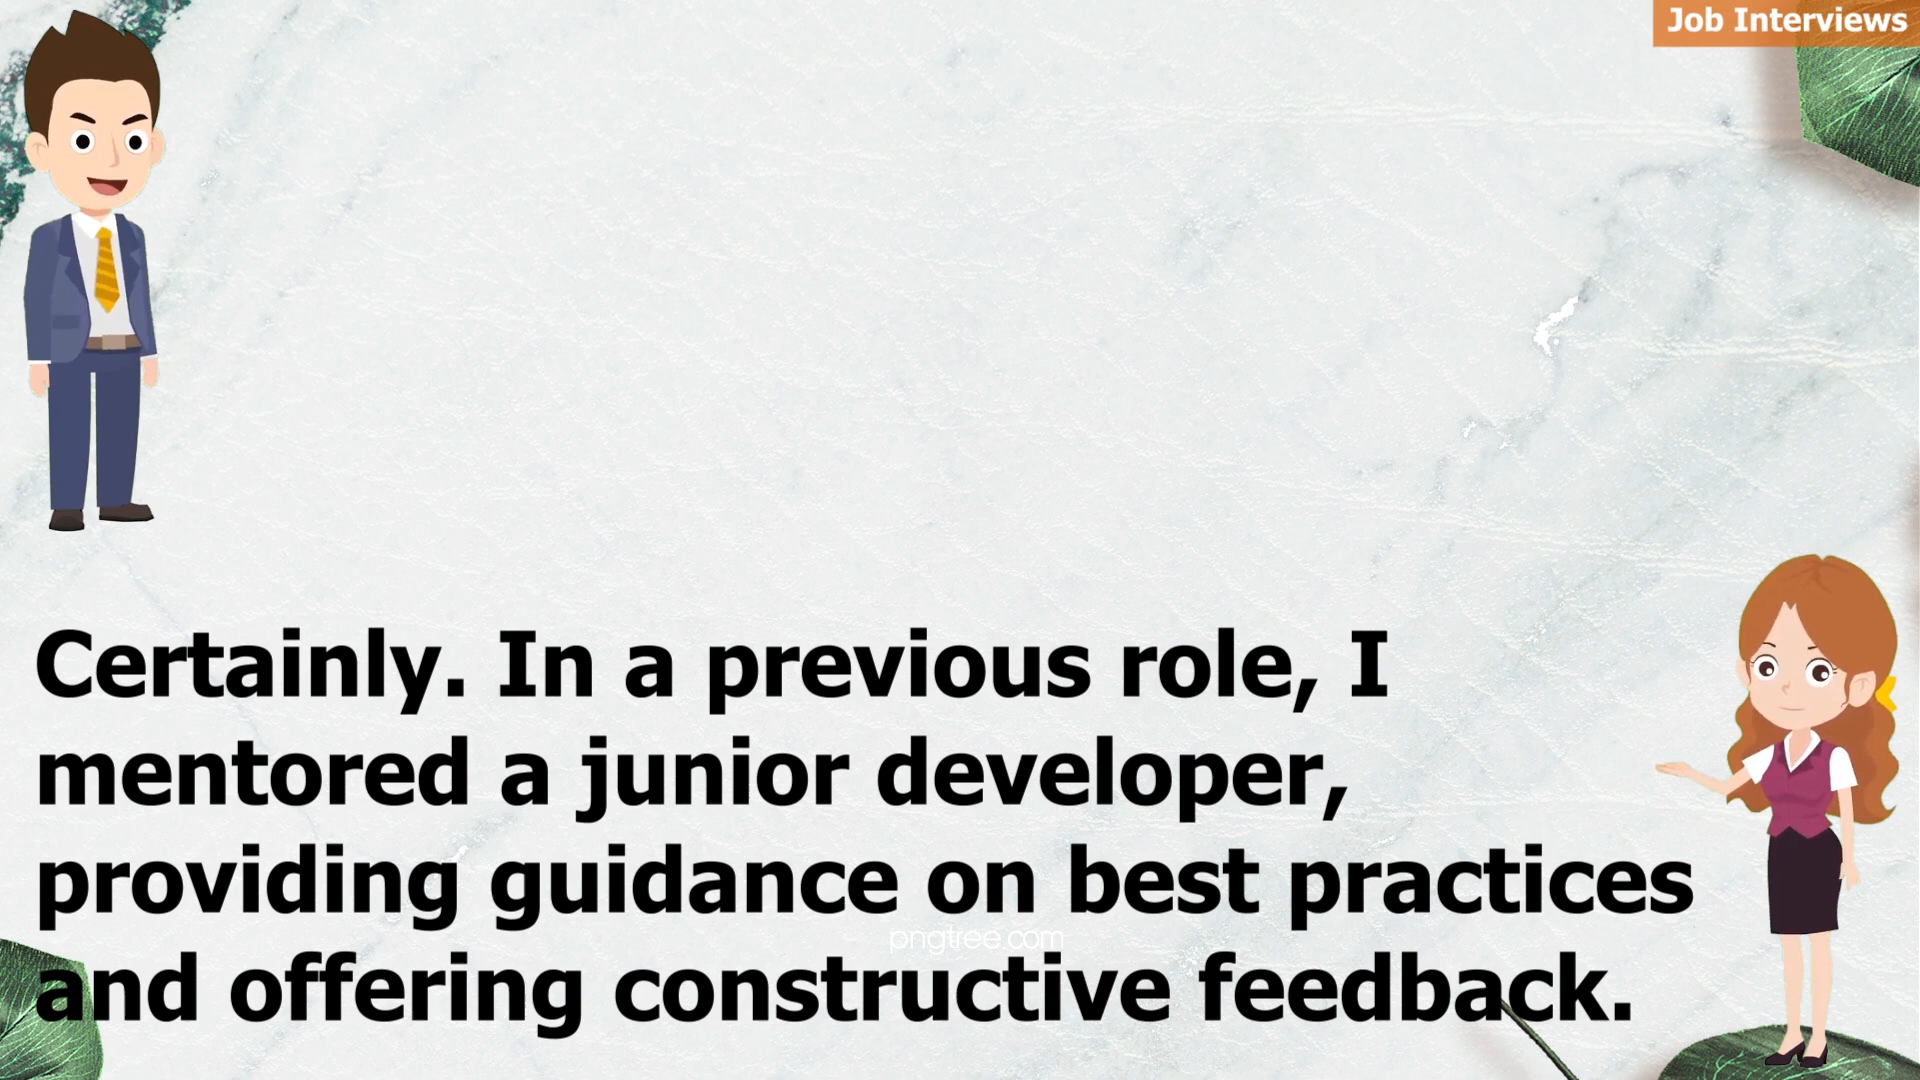 Job Interviews
Certainly. In a previous role, I
mentored a junior developer,
providing guidance on best practices
and offering constructive feedback.
pngtree.com